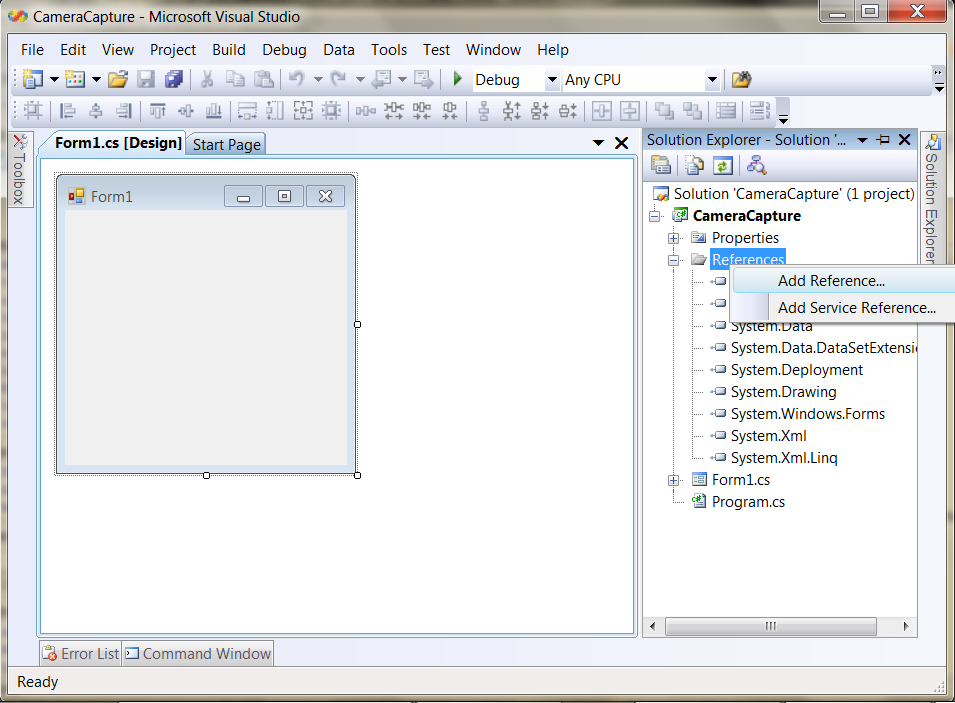 CameraCapture - Microsoft Visual Studio
File Edit View Project Build Debug Data Tools Test Window Help
Debug Any CPU
Toolbox
Form1.cs [Design] Start Page
Form1
Solution Explorer - Solution '...
Solution 'CameraCapture' (1 project)
CameraCapture
Properties
References
Add Reference...
Add Service Reference...
System.Data
System.Data.DataSetExtensi
System.Deployment
System.Drawing
System.Windows.Forms
System.Xml
System.Xml.Linq
Form1.cs
Program.cs
Solution Explorer
Error List Command Window
Ready